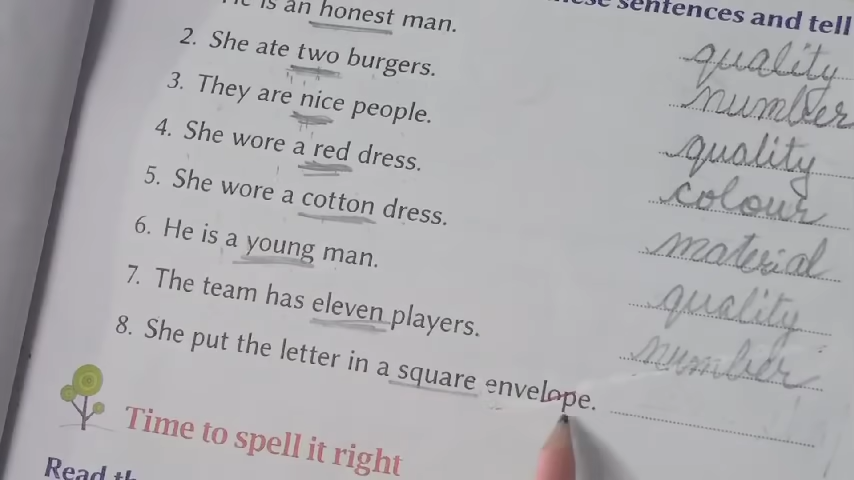 He is an honest man.
these sentences and tell
quality
2. She ate two burgers.
number
3. They are nice people.
quality
4. She wore a red dress.
colour
5. She wore a cotton dress.
material
6. He is a young man.
quality
7. The team has eleven players.
number
8. She put the letter in a square envelope.
Time to spell it right
Read